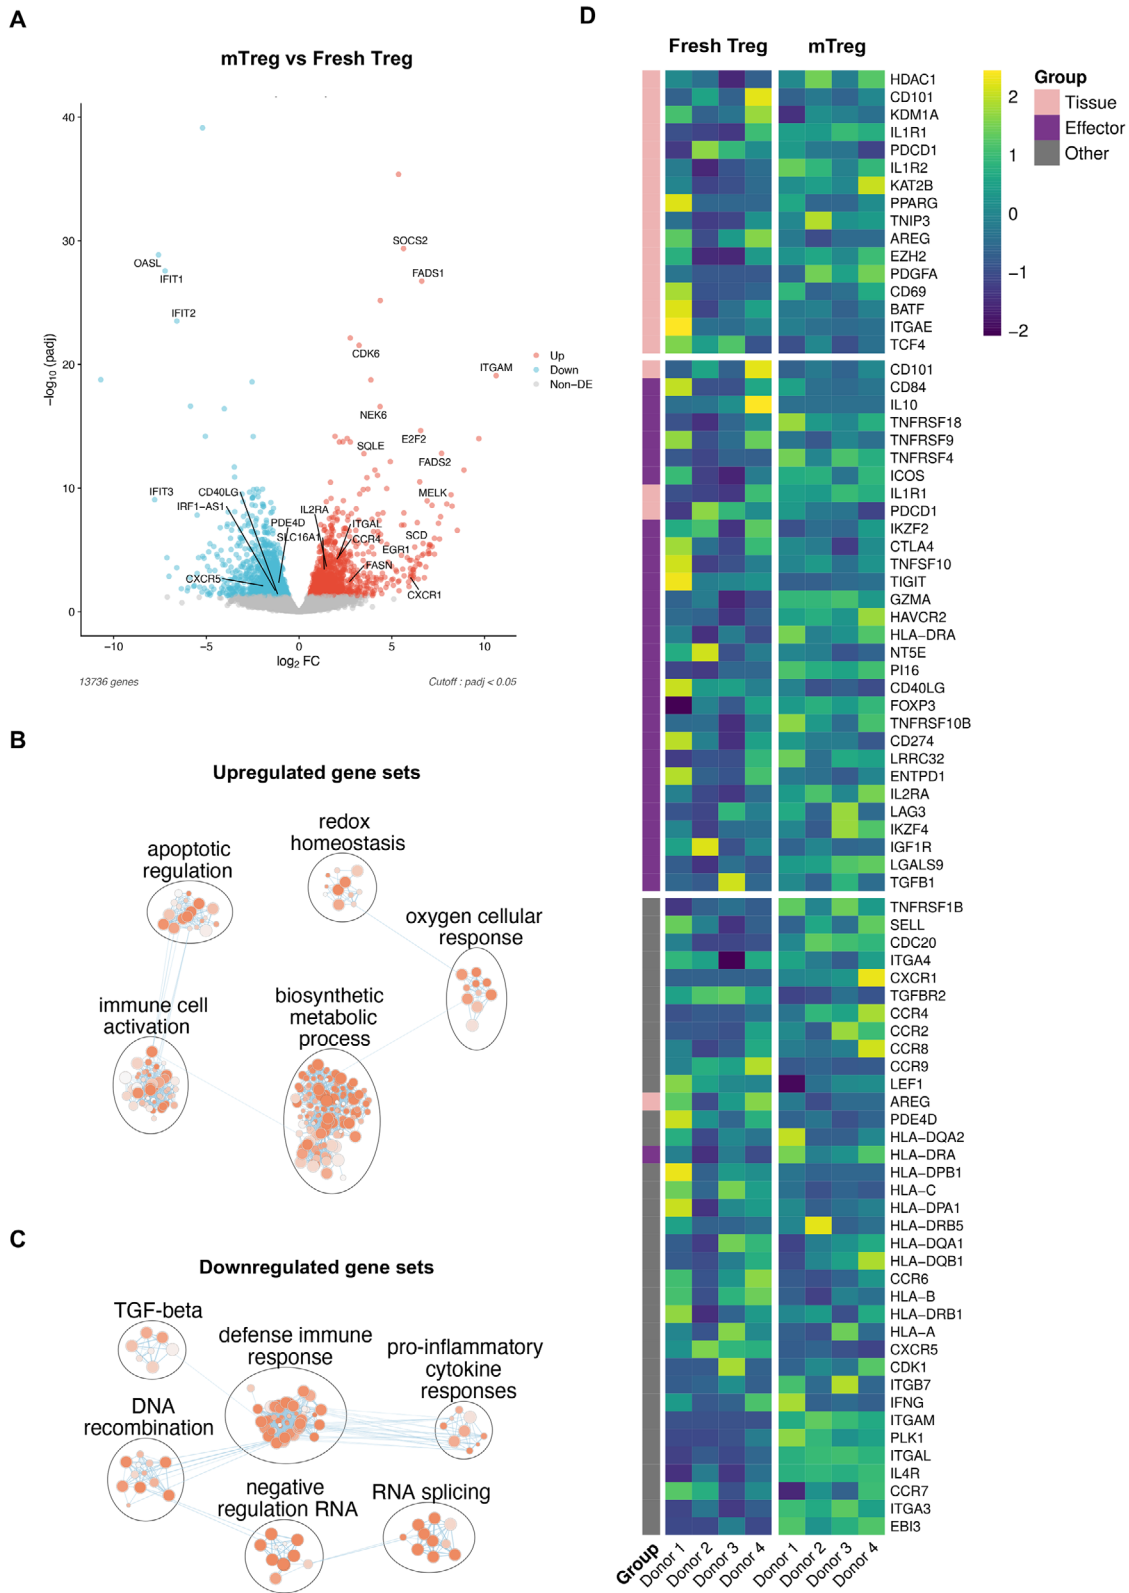 A
mTreg vs Fresh Treg
40
30
20
10
0
−log10 (padj)
−10
−5
0
5
10
log2 FC
13736 genes
Cutoff : padj < 0.05
Up
Down
Non−DE
OASL
IFIT1
IFIT2
IFIT3
SOCS2
FADS1
CDK6
ITGAM
NEK6
E2F2
SQLE
FADS2
MELK
CD40LG
IRF1−AS1
PDE4D
SLC16A1
IL2RA
ITGAL
CCR4
SCD
EGR1
FASN
CXCR5
CXCR1
B
Upregulated gene sets
redox
homeostasis
apoptotic
regulation
oxygen cellular
response
immune cell
activation
biosynthetic
metabolic
process
C
Downregulated gene sets
TGF-beta
defense immune
response
pro-inflammatory
cytokine
responses
DNA
recombination
negative
regulation RNA
RNA splicing
D
Fresh Treg
mTreg
HDAC1
CD101
KDM1A
IL1R1
PDCD1
IL1R2
KAT2B
PPARG
TNIP3
AREG
EZH2
PDGFA
CD69
BATF
ITGAE
TCF4
CD101
CD84
IL10
TNFRSF18
TNFRSF9
TNFRSF4
ICOS
IL1R1
PDCD1
IKZF2
CTLA4
TNFSF10
TIGIT
GZMA
HAVCR2
HLA−DRA
NT5E
PI16
CD40LG
FOXP3
TNFRSF10B
CD274
LRRC32
ENTPD1
IL2RA
LAG3
IKZF4
IGF1R
LGALS9
TGFB1
TNFRSF1B
SELL
CDC20
ITGA4
CXCR1
TGFBR2
CCR4
CCR2
CCR8
CCR9
LEF1
AREG
PDE4D
HLA−DQA2
HLA−DRA
HLA−DPB1
HLA−C
HLA−DPA1
HLA−DRB5
HLA−DQA1
HLA−DQB1
CCR6
HLA−B
HLA−DRB1
HLA−A
CXCR5
CDK1
ITGB7
IFNG
ITGAM
PLK1
ITGAL
IL4R
CCR7
ITGA3
EBI3
Group
Donor 1
Donor 2
Donor 3
Donor 4
Donor 1
Donor 2
Donor 3
Donor 4
2
1
0
−1
−2
Group
Tissue
Effector
Other